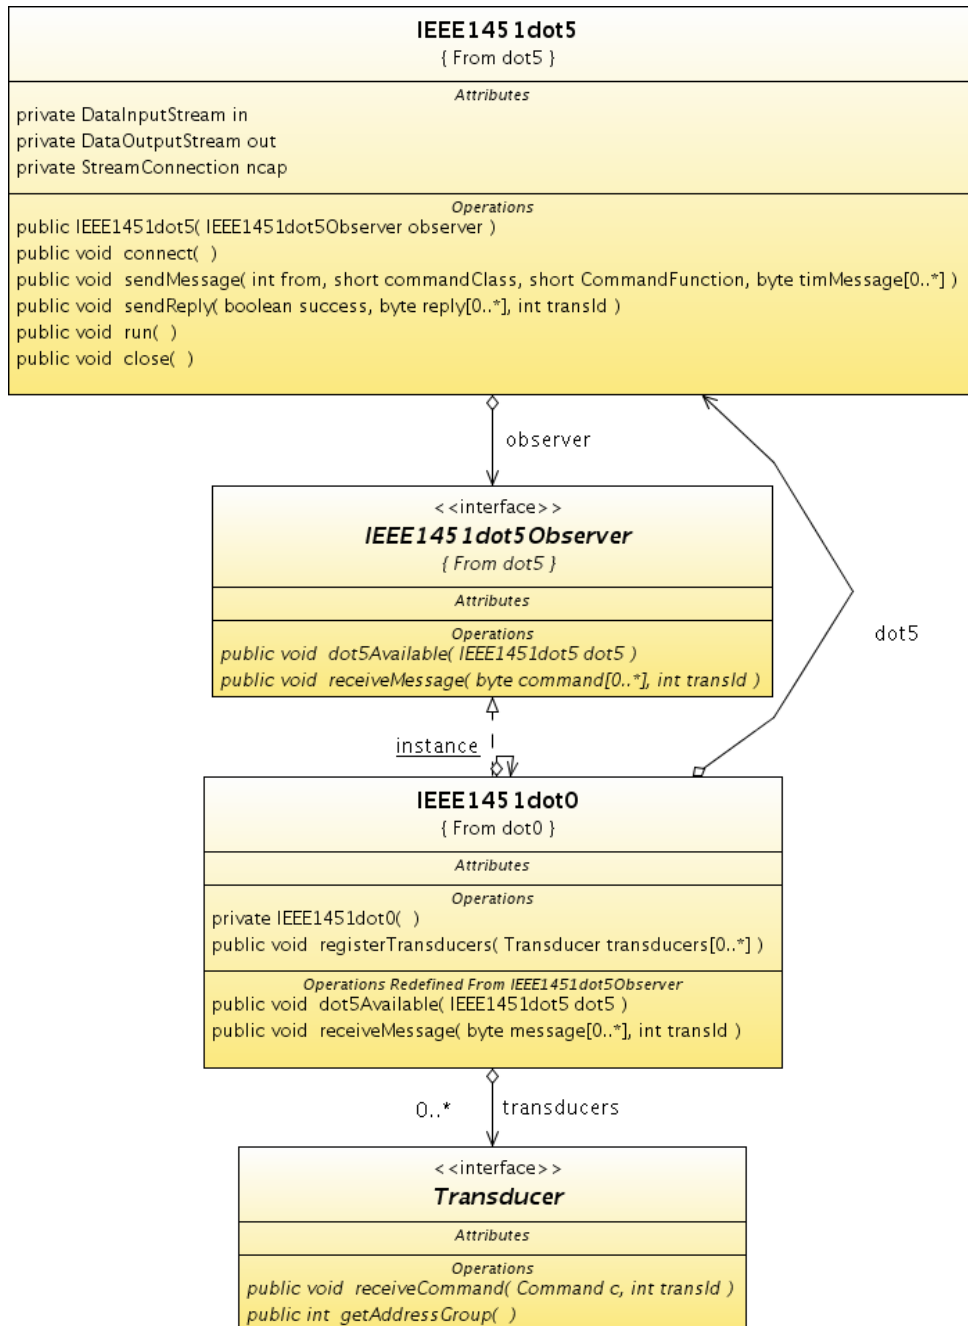 IEEE1451dot5
{ From dot5 }
Attributes
private DataInputStream in
private DataOutputStream out
private StreamConnection ncap
Operations
public IEEE1451dot5( IEEE1451dot5Observer observer )
public void connect( )
public void sendMessage( int from, short commandClass, short CommandFunction, byte timMessage[0..*] )
public void sendReply( boolean success, byte reply[0..*], int transId )
public void run( )
public void close( )
observer
<<interface>>
IEEE1451dot5Observer
{ From dot5 }
Attributes
Operations
public void dot5Available( IEEE1451dot5 dot5 )
public void receiveMessage( byte command[0..*], int transId )
dot5
instance
IEEE1451dot0
{ From dot0 }
Attributes
Operations
private IEEE1451dot0( )
public void registerTransducers( Transducer transducers[0..*] )
Operations Redefined From IEEE1451dot5Observer
public void dot5Available( IEEE1451dot5 dot5 )
public void receiveMessage( byte message[0..*], int transId )
0..* transducers
<<interface>>
Transducer
Attributes
Operations
public void receiveCommand( Command c, int transId )
public int getAddressGroup( )